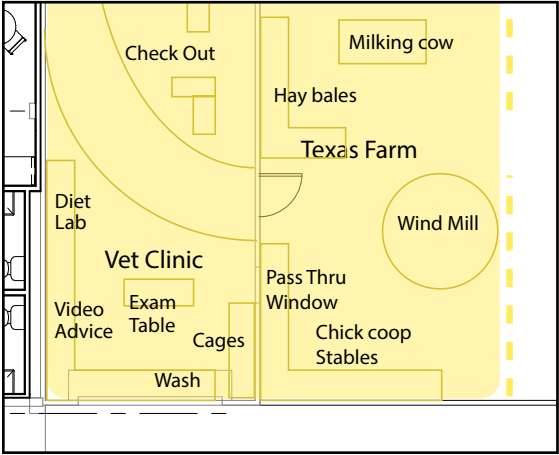 Check Out
Milking cow
Hay bales
Texas Farm
Diet
Lab
Wind Mill
Vet Clinic
Pass Thru
Window
Exam
Table
Video
Advice
Cages
Chick coop
Stables
Wash